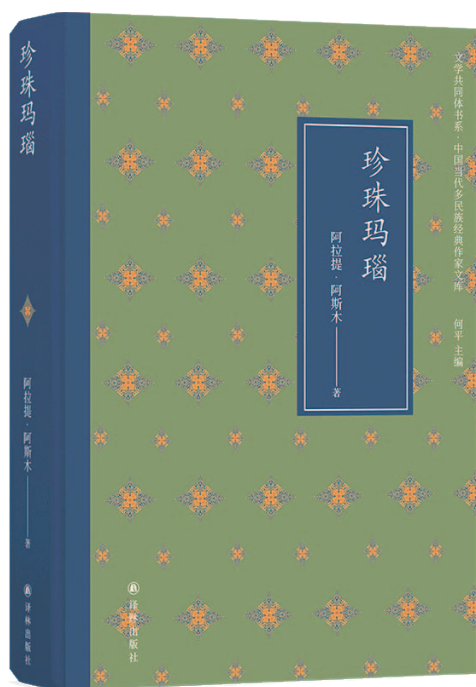 珍珠玛瑙
阿拉提·阿斯木
著
译林出版社
文学共同体书系·中国当代多民族经典作家文库
何平 主编
珍珠玛瑙
阿拉提·阿斯木
著
译林出版社